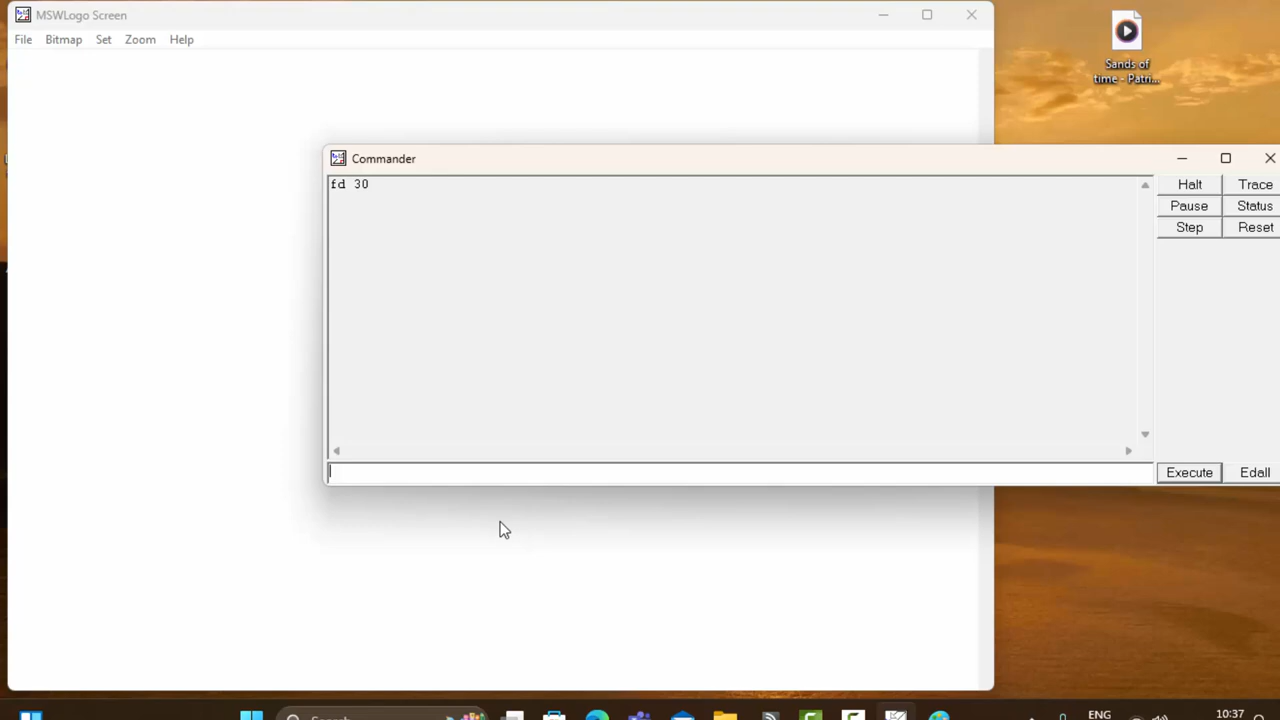 MSWLogo Screen
File Bitmap Set Zoom Help
Sands of
time - Patri...
Commander
fd 30
Halt Trace
Pause Status
Step Reset
Execute Edall
Search
ENG
10:37